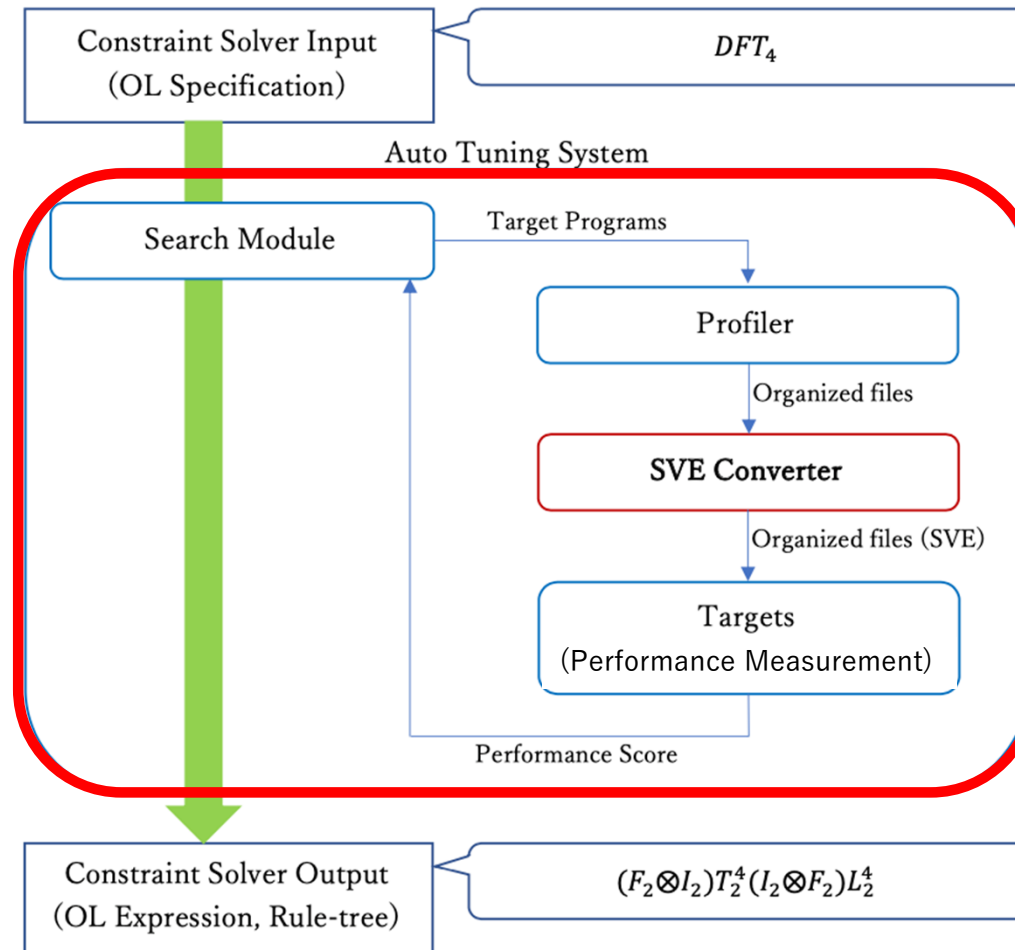 Constraint Solver Input
(OL Specification)
𝐷𝐹𝑇₄
Auto Tuning System
Search Module
Target Programs
Profiler
Organized files
SVE Converter
Organized files (SVE)
Targets
(Performance Measurement)
Performance Score
Constraint Solver Output
(OL Expression, Rule-tree)
(𝐹₂⊗𝐼₂)𝑇₂⁴(𝐼₂⊗𝐹₂)𝐿₂⁴